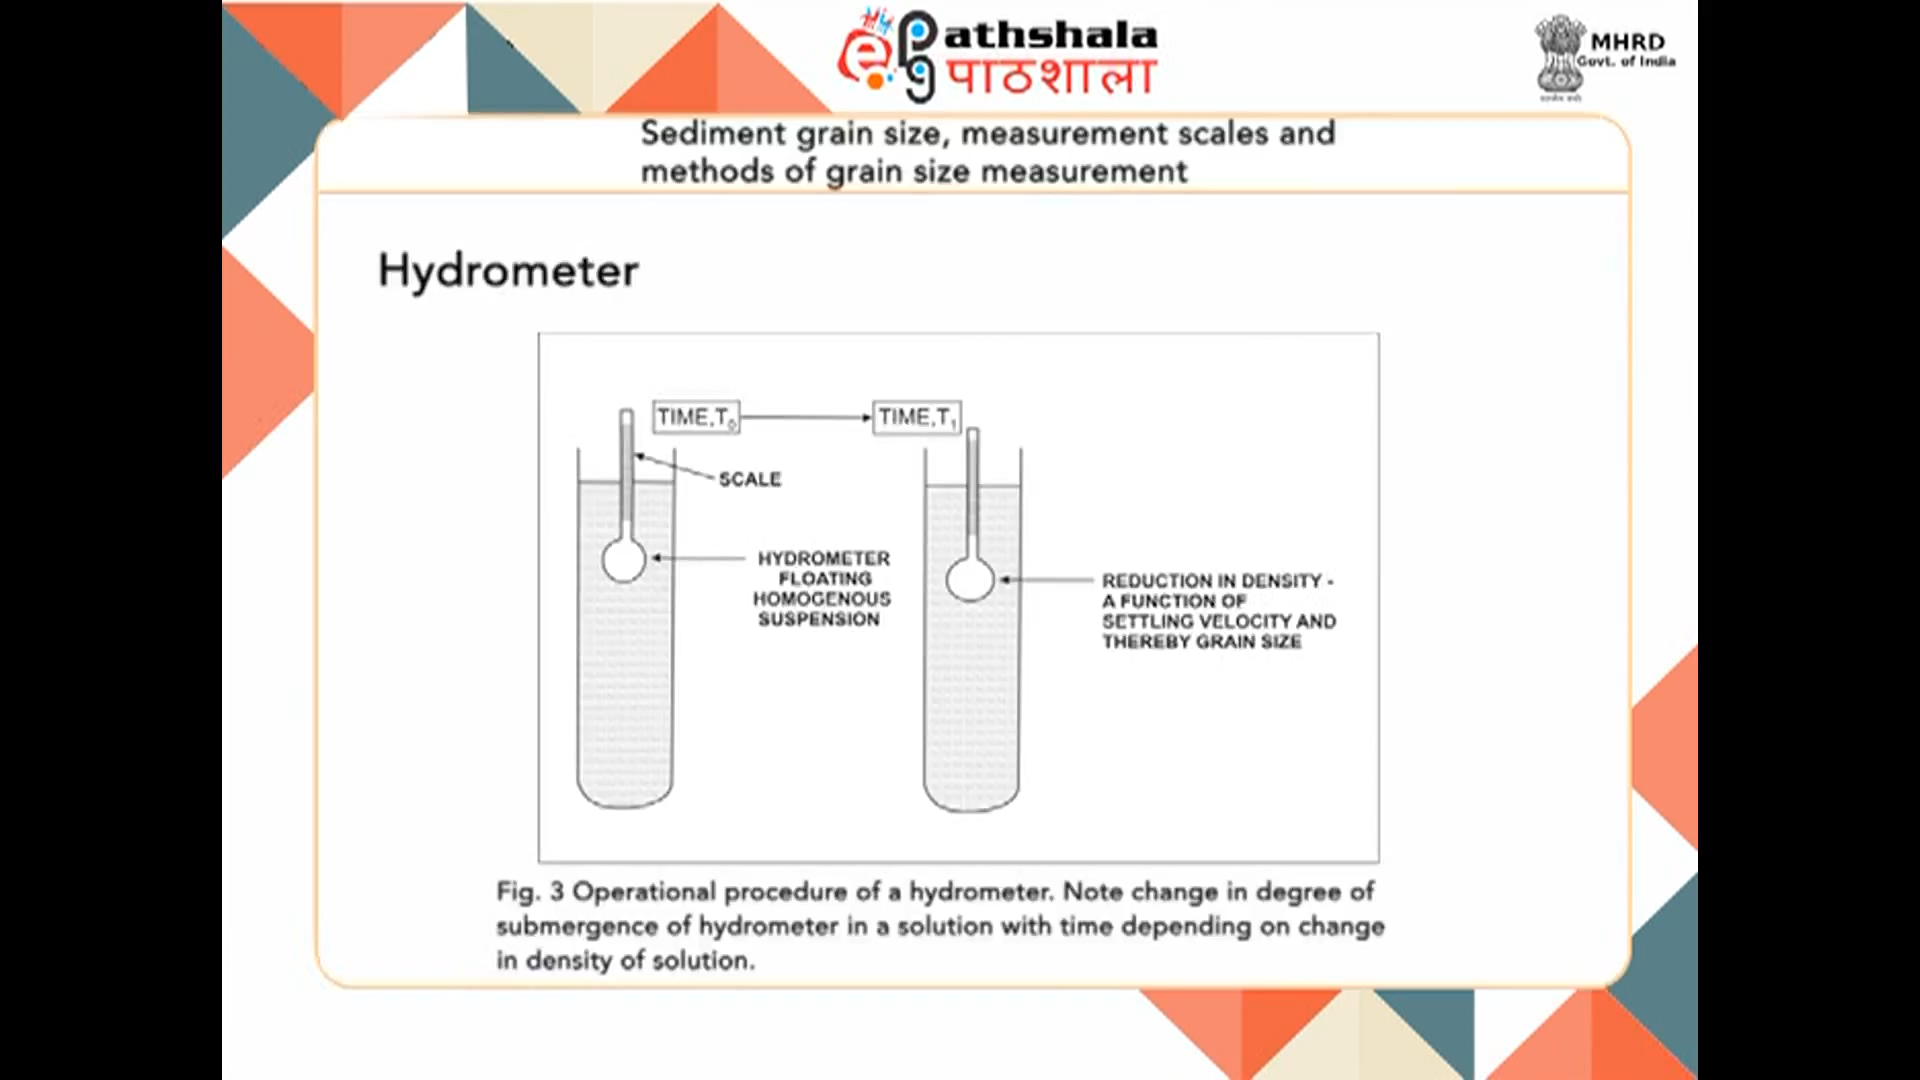 ePathshala
पाठशाला
MHRD
Govt. of India
Sediment grain size, measurement scales and
methods of grain size measurement
Hydrometer
TIME,T0
TIME,T1
SCALE
HYDROMETER
FLOATING
HOMOGENOUS
SUSPENSION
REDUCTION IN DENSITY -
A FUNCTION OF
SETTLING VELOCITY AND
THEREBY GRAIN SIZE
Fig. 3 Operational procedure of a hydrometer. Note change in degree of
submergence of hydrometer in a solution with time depending on change
in density of solution.